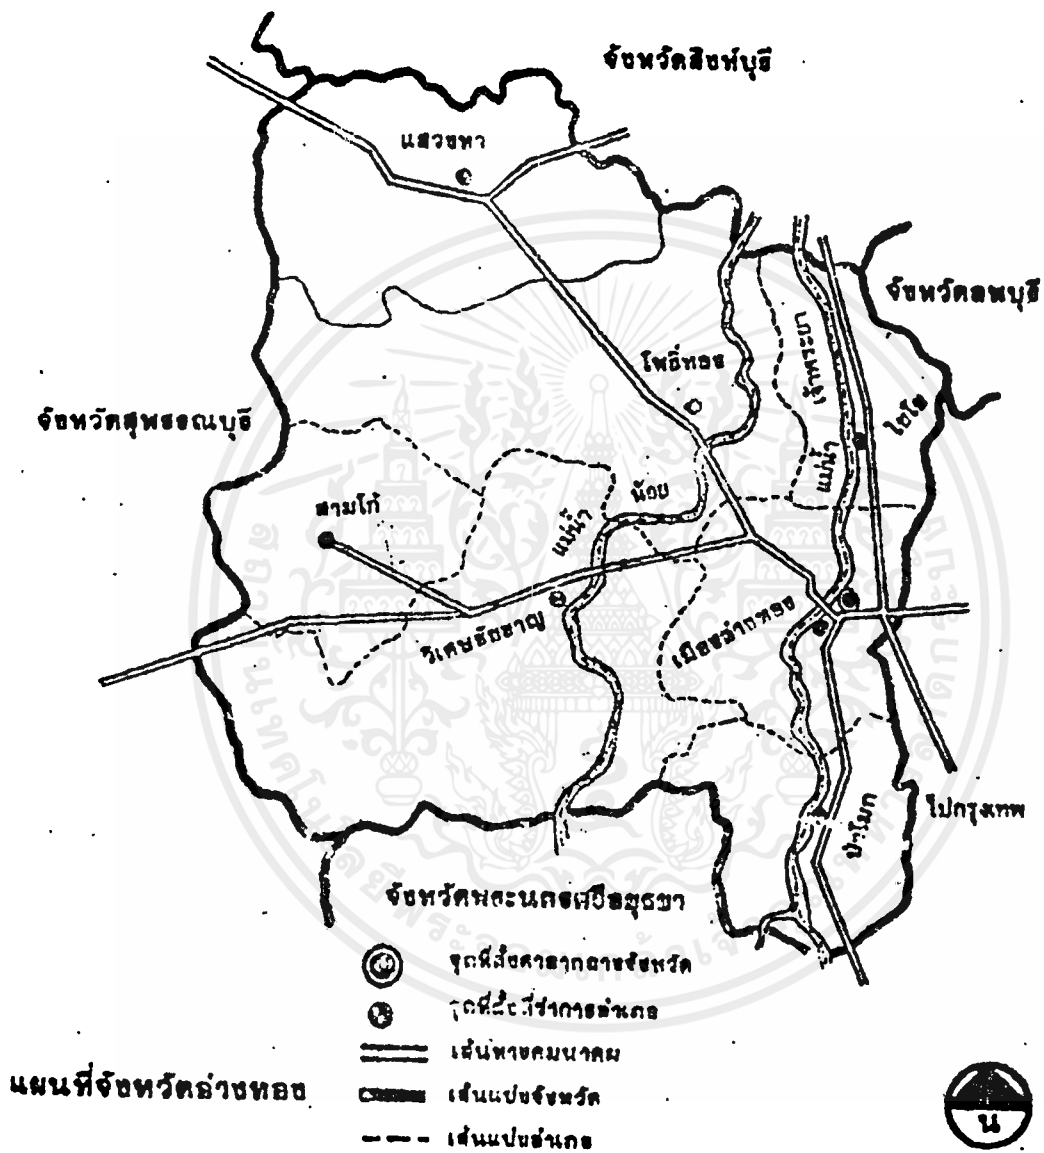 จังหวัดสิงห์บุรี
แสวงหา
จังหวัดลพบุรี
เจ้าพระยา
โพธิ์ทอง
ไชโย
จังหวัดสุพรรณบุรี
แม่น้ำ
น้อย
สามโก้
แม่น้ำ
เมืองอ่างทอง
วิเศษชัยชาญ
ไปกรุงเทพ
ป่าโมก
จังหวัดพระนครศรีอยุธยา
จุดที่ตั้งศาลากลางจังหวัด
จุดที่ตั้งที่ว่าการอำเภอ
เส้นทางคมนาคม
แผนที่จังหวัดอ่างทอง
เส้นแบ่งจังหวัด
เส้นแบ่งอำเภอ
น